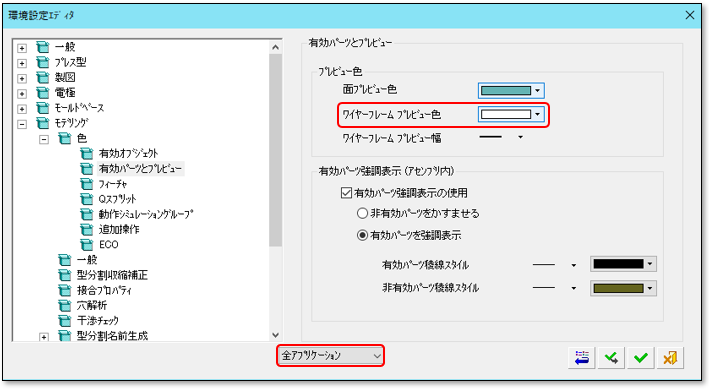 環境設定ｴﾃﾞｨﾀ
一般
ﾌﾟﾚｽ型
製図
電極
ﾓｰﾙﾄﾞﾍﾞｰｽ
ﾓﾃﾞﾘﾝｸﾞ
色
有効ｵﾌﾞｼﾞｪｸﾄ
有効ﾊﾟｰﾂとﾌﾟﾚﾋﾞｭｰ
ﾌｨｰﾁｬ
Qｽﾌﾟﾘｯﾄ
動作ｼﾐｭﾚｰｼｮﾝｸﾞﾙｰﾌﾟ
追加操作
ECO
一般
型分割収縮補正
接合ﾌﾟﾛﾊﾟﾃｨ
穴解析
干渉ﾁｪｯｸ
型分割名前生成
有効ﾊﾟｰﾂとﾌﾟﾚﾋﾞｭｰ
ﾌﾟﾚﾋﾞｭｰ色
面ﾌﾟﾚﾋﾞｭｰ色
ﾜｲﾔｰﾌﾚｰﾑ ﾌﾟﾚﾋﾞｭｰ色
ﾜｲﾔｰﾌﾚｰﾑ ﾌﾟﾚﾋﾞｭｰ幅
有効ﾊﾟｰﾂ強調表示 (ｱｾﾝﾌﾞﾘ内)
有効ﾊﾟｰﾂ強調表示の使用
非有効ﾊﾟｰﾂをかすませる
有効ﾊﾟｰﾂを強調表示
有効ﾊﾟｰﾂ稜線ｽﾀｲﾙ
非有効ﾊﾟｰﾂ稜線ｽﾀｲﾙ
全ｱﾌﾟﾘｹｰｼｮﾝ